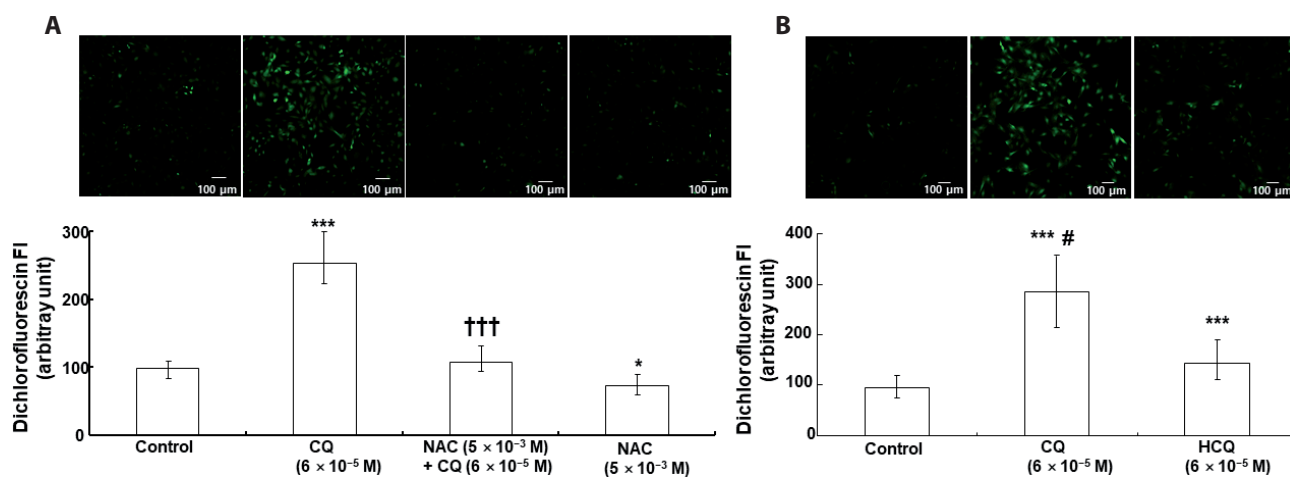 A
100 µm
100 µm
100 µm
100 µm
Dichlorofluorescin FI
(arbitray unit)
300
200
100
0
***
†††
*
Control
CQ
(6 × 10⁻⁵ M)
NAC (5 × 10⁻³ M)
+ CQ (6 × 10⁻⁵ M)
NAC
(5 × 10⁻³ M)
B
100 µm
100 µm
100 µm
Dichlorofluorescin FI
(arbitray unit)
400
300
200
100
0
*** #
***
Control
CQ
(6 × 10⁻⁵ M)
HCQ
(6 × 10⁻⁵ M)